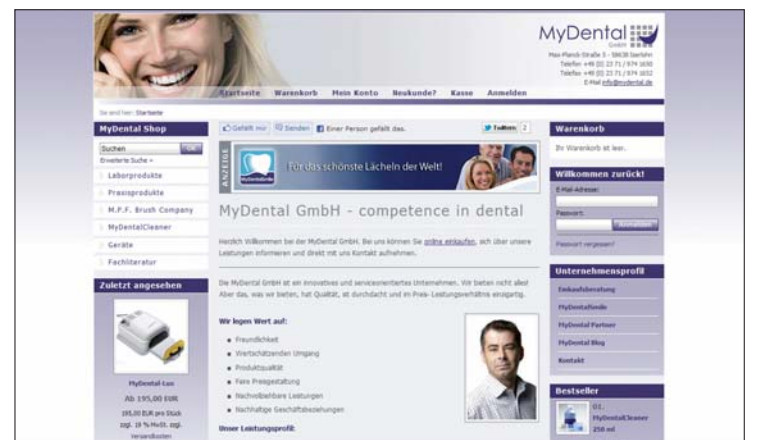 MyDental
GmbH
Max-Planck-Straße 5 - 58638 Iserlohn
Telefon +49 (0) 23 71 / 974 1650
Telefax +49 (0) 23 71 / 974 1652
E-Mail info@mydental.de
Startseite Warenkorb Mein Konto Neukunde? Kasse Anmelden
Sie sind hier: Startseite
MyDental Shop
Suchen
Erweiterte Suche »
Laborprodukte
Praxisprodukte
M.P.F. Brush Company
MyDentalCleaner
Geräte
Fachliteratur
Zuletzt angesehen
MyDental-Lux
Ab 195,00 EUR
195,00 EUR pro Stück
zzgl. 19 % MwSt. zzgl.
Versandkosten
Gefällt mir Senden Einer Person gefällt das.
Twittern 2
ANZEIGE
MyDentalSmile
Für das schönste Lächeln der Welt!
MyDental GmbH - competence in dental
Herzlich Willkommen bei der MyDental GmbH. Bei uns können Sie online einkaufen, sich über unsere
Leistungen informieren und direkt mit uns Kontakt aufnehmen.
Die MyDental GmbH ist ein innovatives und serviceorientiertes Unternehmen. Wir bieten nicht alles!
Aber das, was wir bieten, hat Qualität, ist durchdacht und im Preis- Leistungsverhältnis einzigartig.
Wir legen Wert auf:
Freundlichkeit
Wertschätzenden Umgang
Produktqualität
Faire Preisgestaltung
Nachvollziehbare Leistungen
Nachhaltige Geschäftsbeziehungen
Unser Leistungsprofil:
Warenkorb
Ihr Warenkorb ist leer.
Willkommen zurück!
E-Mail-Adresse:
Passwort:
Anmelden
Passwort vergessen?
Unternehmensprofil
Einkaufsberatung
MyDentalSmile
MyDental Partner
MyDental Blog
Kontakt
Bestseller
01.
MyDentalCleaner
250 ml